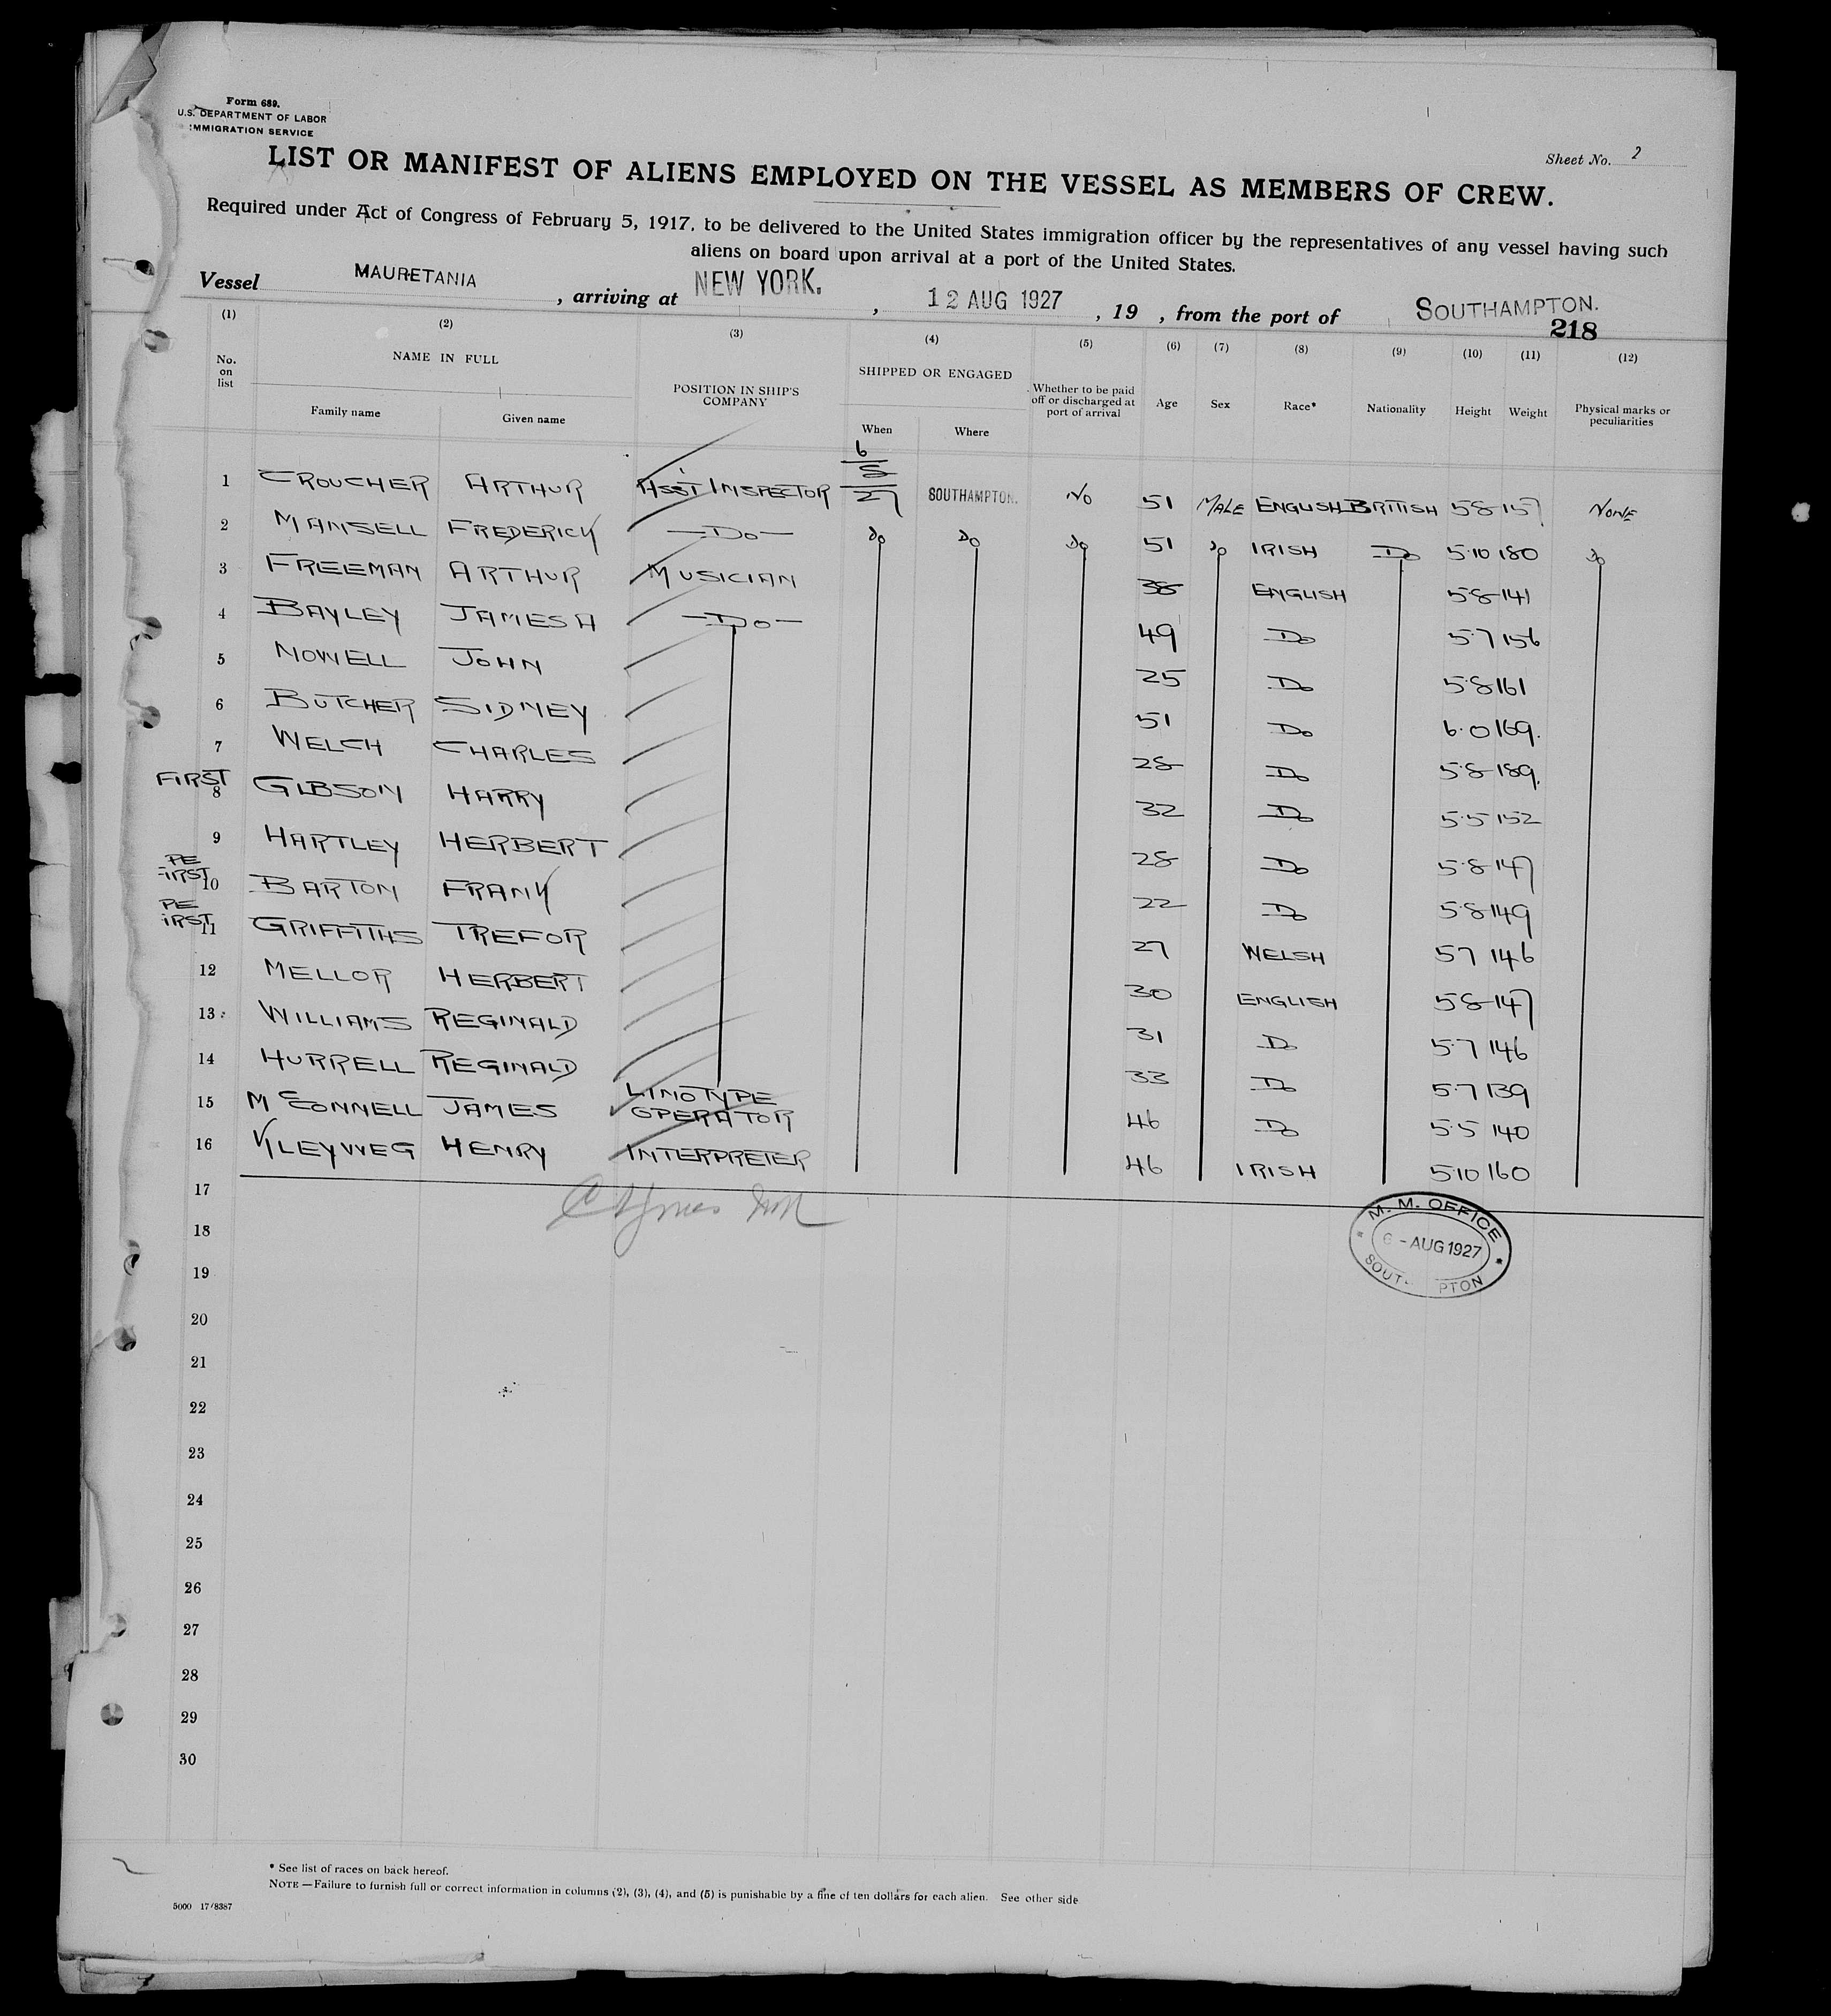 Form 689.
U.S. DEPARTMENT OF LABOR
IMMIGRATION SERVICE
Sheet No. 2
LIST OR MANIFEST OF ALIENS EMPLOYED ON THE VESSEL AS MEMBERS OF CREW.
Required under Act of Congress of February 5, 1917, to be delivered to the United States immigration officer by the representatives of any vessel having such
aliens on board upon arrival at a port of the United States.
Vessel MAURETANIA, arriving at NEW YORK., 12 AUG 1927, 19 , from the port of SOUTHAMPTON.
218
(1) (2) (3) (4) (5) (6) (7) (8) (9) (10) (11) (12)
No. on list NAME IN FULL POSITION IN SHIP'S COMPANY SHIPPED OR ENGAGED Whether to be paid off or discharged at port of arrival Age Sex Race* Nationality Height Weight Physical marks or peculiarities
Family name Given name When Where
1 CROUCHER ARTHUR ASST INSPECTOR 6/8/27 SOUTHAMPTON. NO 51 MALE ENGLISH BRITISH 5·8 157 NONE
2 MANSELL FREDERICK -DO- DO DO DO 51 DO IRISH DO 5·10 180 DO
3 FREEMAN ARTHUR MUSICIAN 38 ENGLISH 5·8 141
4 BAYLEY JAMES H -DO- 49 DO 5·7 156
5 NOWELL JOHN 25 DO 5·8 161
6 BUTCHER SIDNEY 51 DO 6·0 169.
7 WELCH CHARLES 28 DO 5·8 189.
FIRST
8 GIBSON HARRY 32 DO 5·5 152
9 HARTLEY HERBERT 28 DO 5·8 147
PE
FIRST
10 BARTON FRANK 22 DO 5·8 149
PE
FIRST
11 GRIFFITHS TREFOR 27 WELSH 5·7 146
12 MELLOR HERBERT 30 ENGLISH 5·8 147
13 WILLIAMS REGINALD 31 DO 5·7 146
14 HURRELL REGINALD 33 DO 5·7 139
15 McCONNELL JAMES LINOTYPE OPERATOR 46 DO 5·5 140
16 KLEYWEG HENRY INTERPRETER 46 IRISH 5·10 160
17
18
M. M. OFFICE
6 - AUG 1927
SOUTHAMPTON
19
20
21
22
23
24
25
26
27
28
29
30
* See list of races on back hereof.
NOTE—Failure to furnish full or correct information in columns (2), (3), (4), and (5) is punishable by a fine of ten dollars for each alien. See other side
5000 17/8387